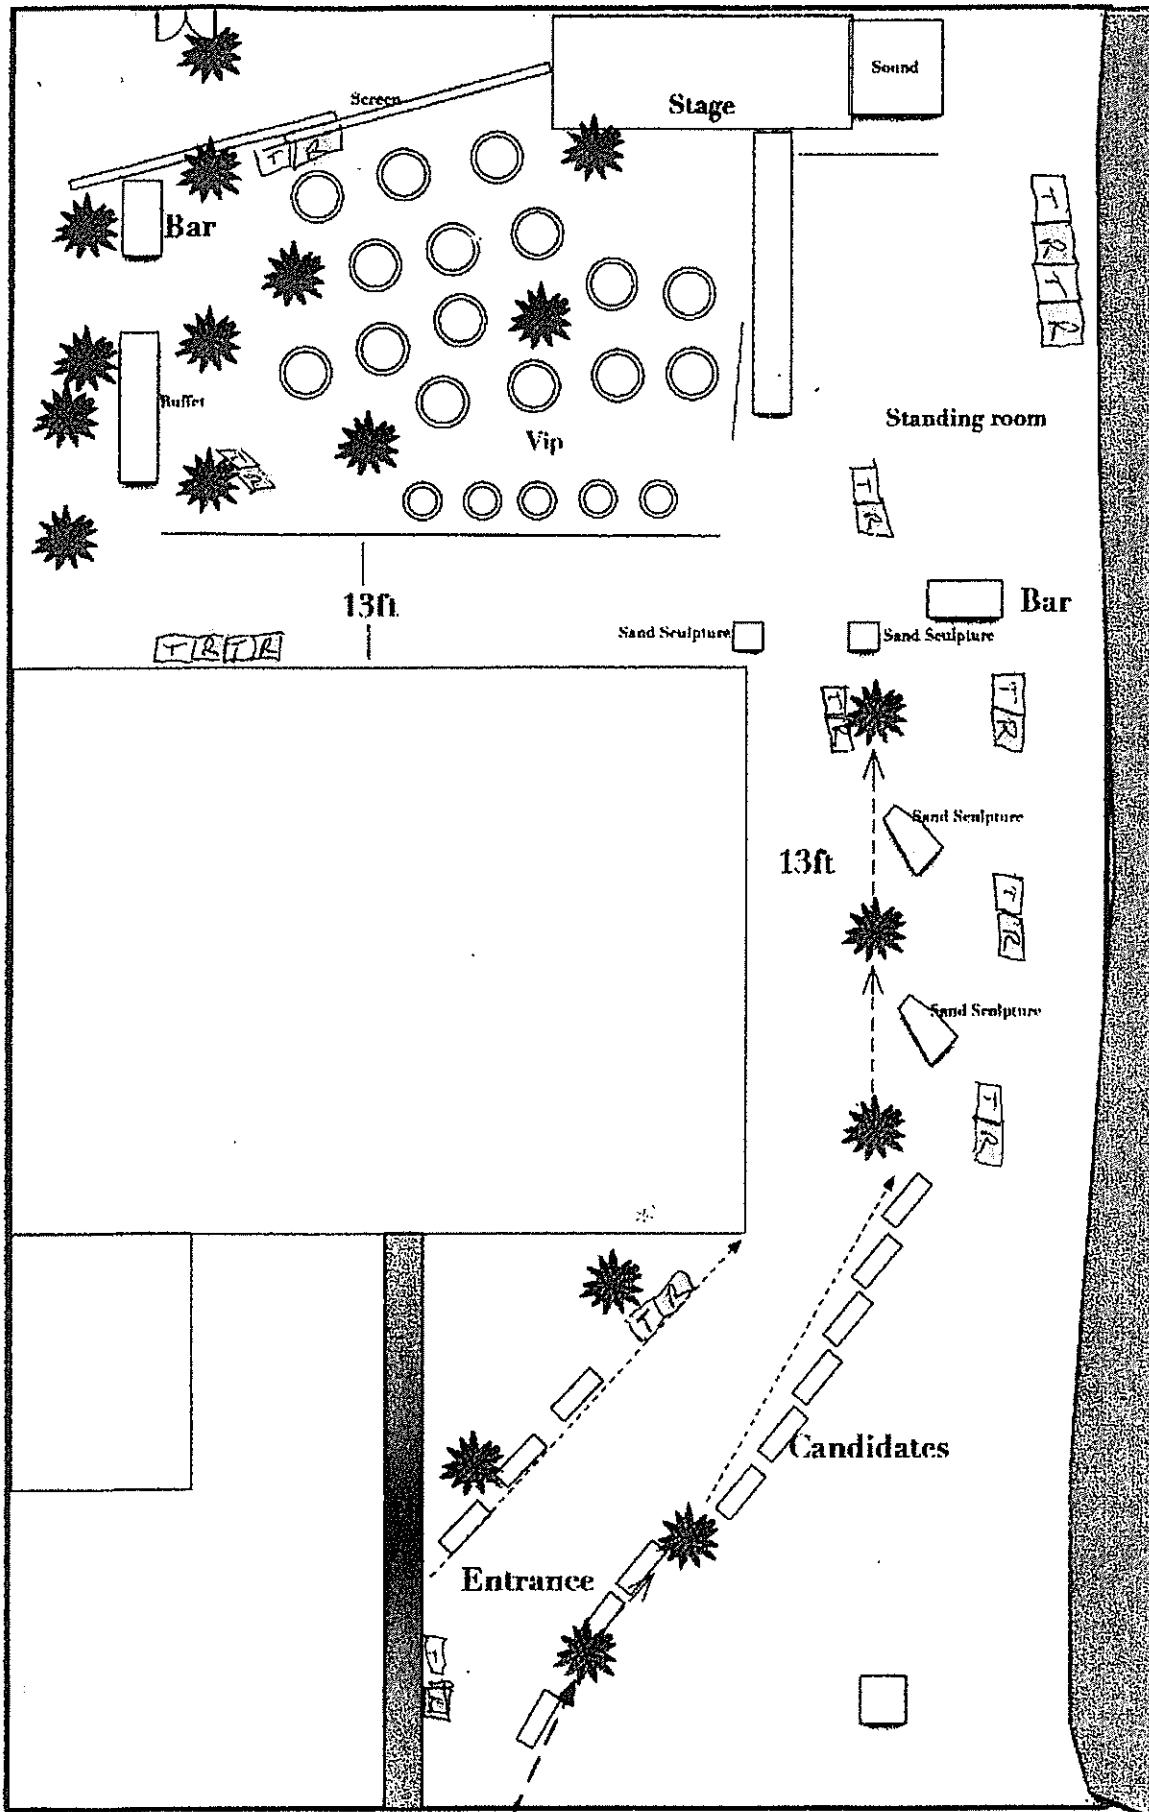 Sound
Stage
Screen
T R
T
R
T
R
Bar
Buffet
Standing room
Vip
T
R
T
R
13ft
Bar
Sand Sculpture
Sand Sculpture
T R T R
T
R
T
R
Sand Sculpture
13ft
T
R
Sand Sculpture
T
R
T R
Candidates
Entrance
T
R